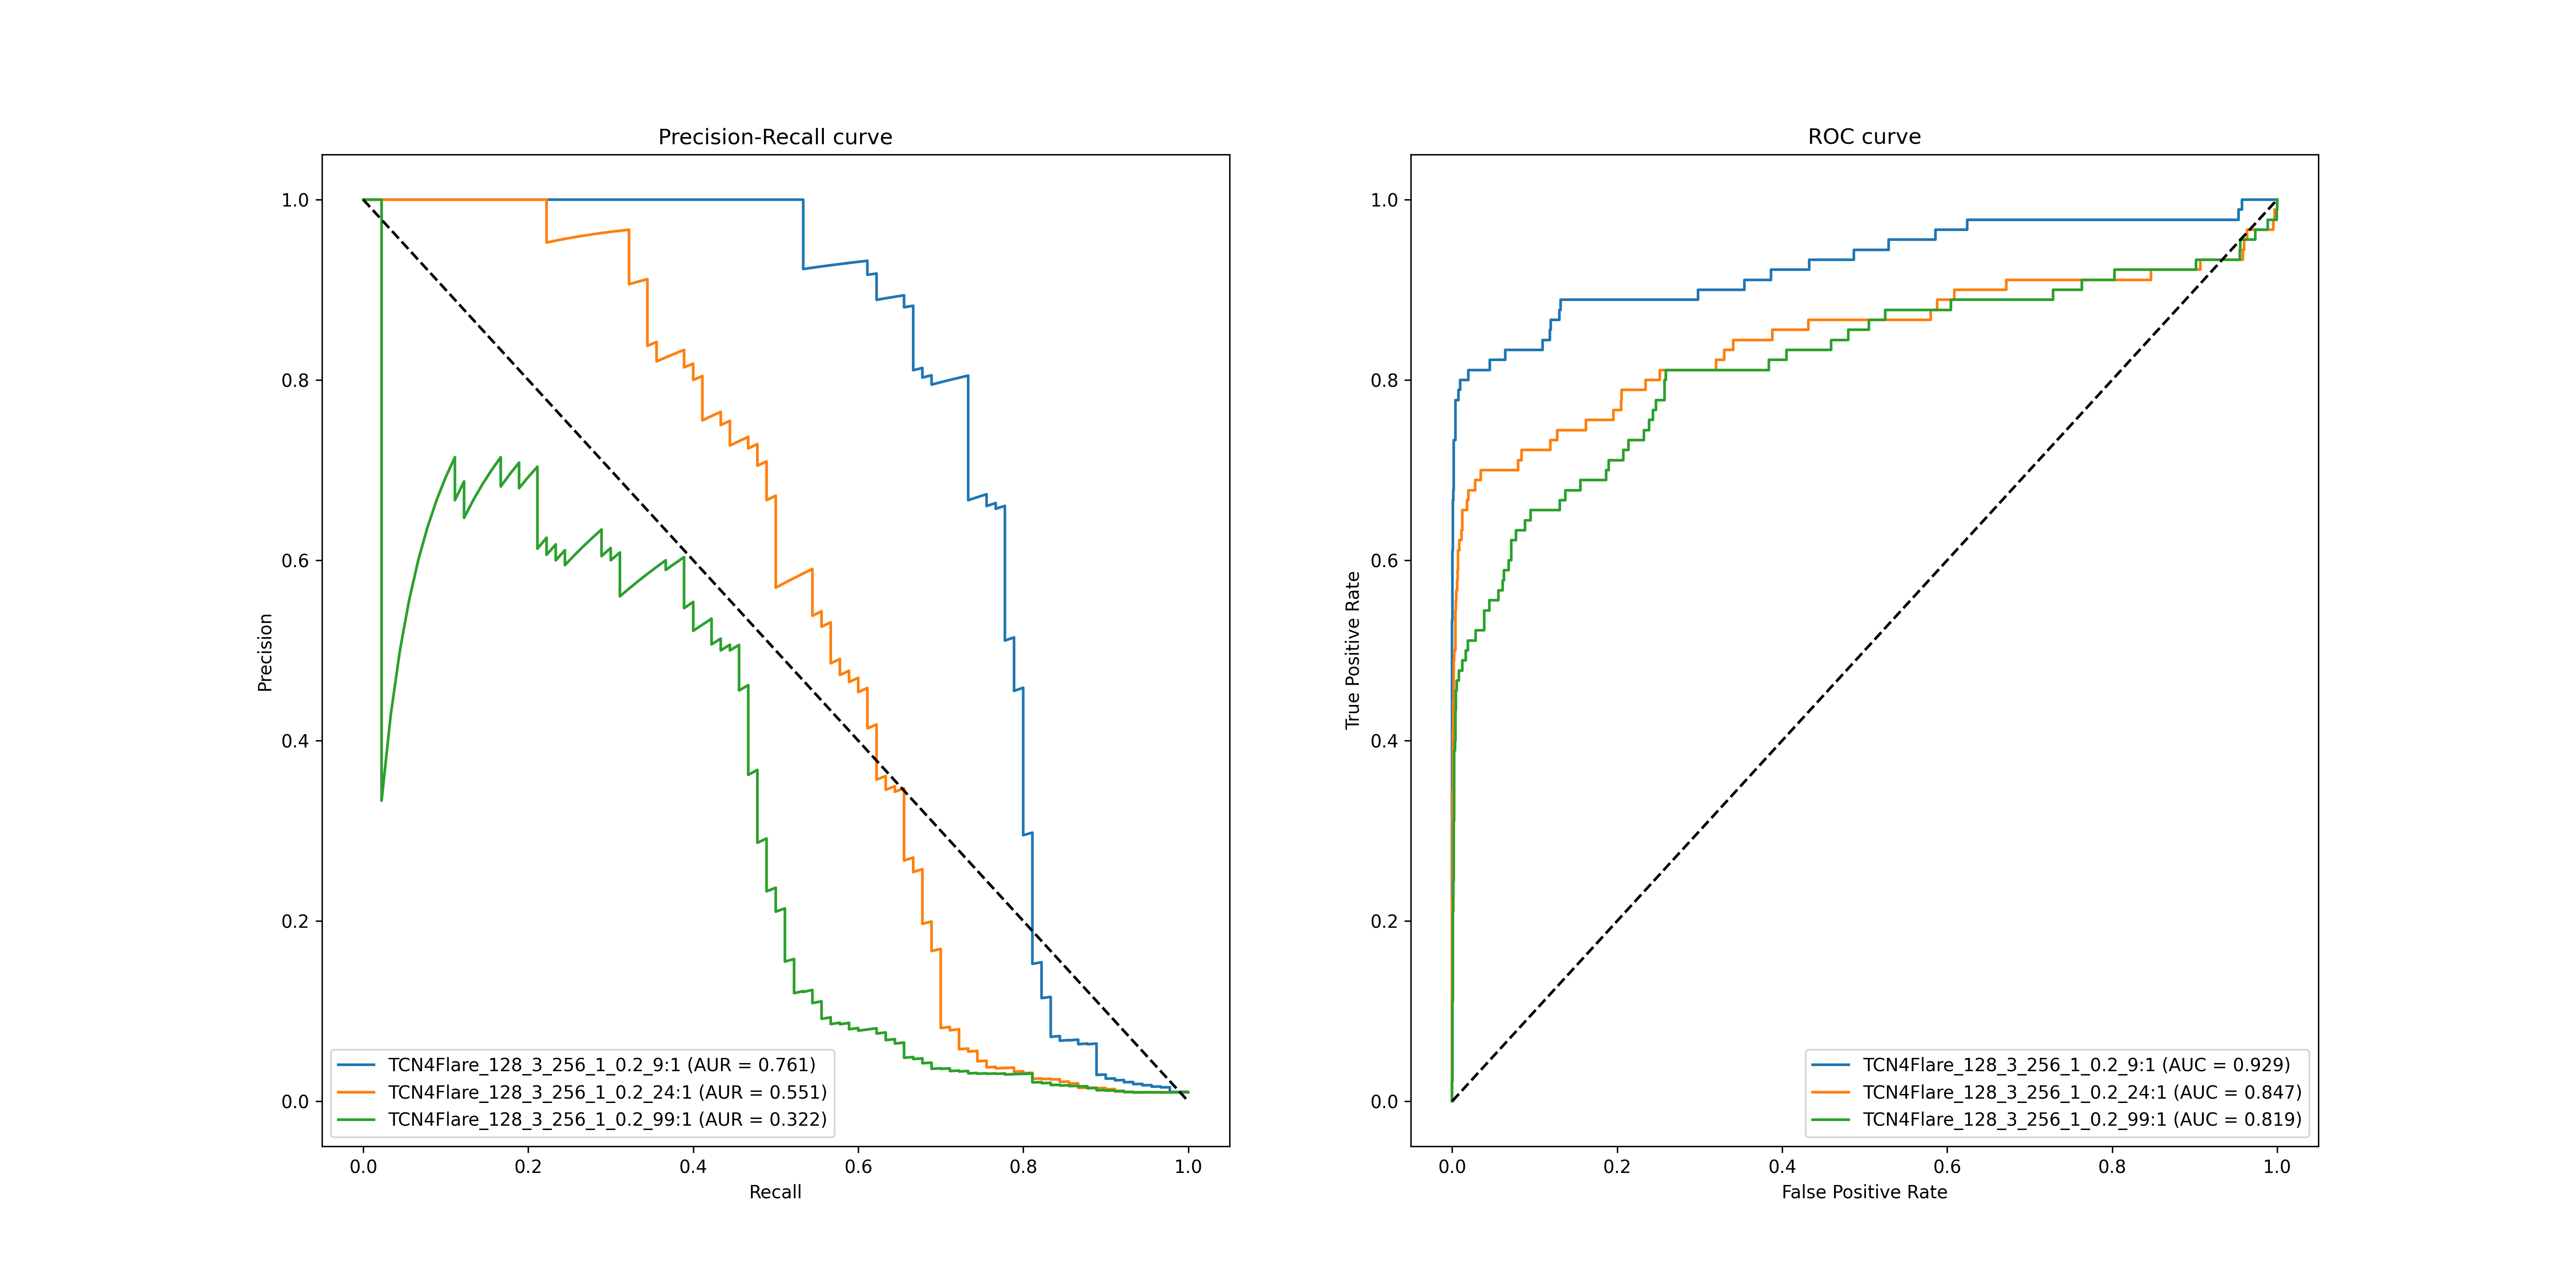 Precision-Recall curve
1.0
0.8
0.6
0.4
0.2
0.0
Precision
TCN4Flare_128_3_256_1_0.2_9:1 (AUR = 0.761)
TCN4Flare_128_3_256_1_0.2_24:1 (AUR = 0.551)
TCN4Flare_128_3_256_1_0.2_99:1 (AUR = 0.322)
0.0 0.2 0.4 0.6 0.8 1.0
Recall
ROC curve
1.0
0.8
0.6
0.4
0.2
0.0
True Positive Rate
TCN4Flare_128_3_256_1_0.2_9:1 (AUC = 0.929)
TCN4Flare_128_3_256_1_0.2_24:1 (AUC = 0.847)
TCN4Flare_128_3_256_1_0.2_99:1 (AUC = 0.819)
0.0 0.2 0.4 0.6 0.8 1.0
False Positive Rate